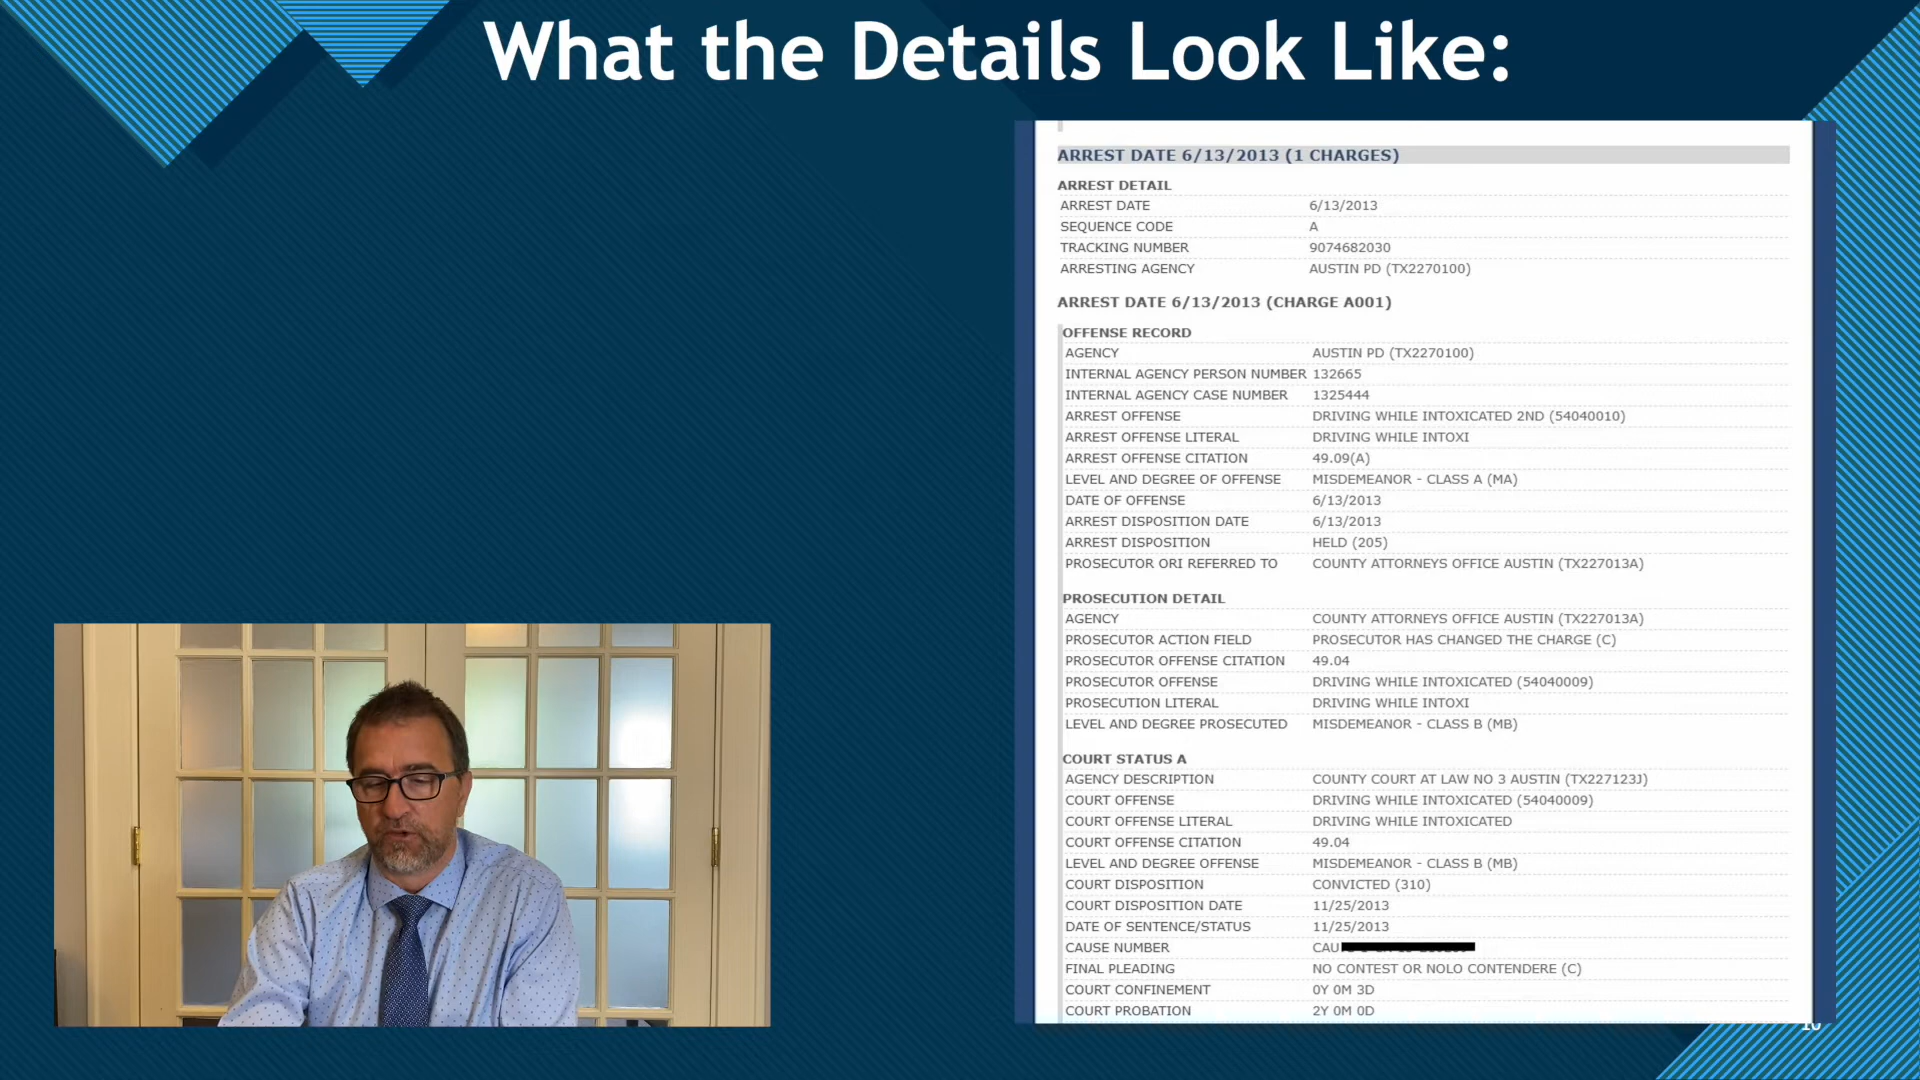 What the Details Look Like:
ARREST DATE 6/13/2013 (1 CHARGES)
ARREST DETAIL
ARREST DATE 6/13/2013
SEQUENCE CODE A
TRACKING NUMBER 9074682030
ARRESTING AGENCY AUSTIN PD (TX2270100)
ARREST DATE 6/13/2013 (CHARGE A001)
OFFENSE RECORD
AGENCY AUSTIN PD (TX2270100)
INTERNAL AGENCY PERSON NUMBER 132665
INTERNAL AGENCY CASE NUMBER 1325444
ARREST OFFENSE DRIVING WHILE INTOXICATED 2ND (54040010)
ARREST OFFENSE LITERAL DRIVING WHILE INTOXI
ARREST OFFENSE CITATION 49.09(A)
LEVEL AND DEGREE OF OFFENSE MISDEMEANOR - CLASS A (MA)
DATE OF OFFENSE 6/13/2013
ARREST DISPOSITION DATE 6/13/2013
ARREST DISPOSITION HELD (205)
PROSECUTOR ORI REFERRED TO COUNTY ATTORNEYS OFFICE AUSTIN (TX227013A)
PROSECUTION DETAIL
AGENCY COUNTY ATTORNEYS OFFICE AUSTIN (TX227013A)
PROSECUTOR ACTION FIELD PROSECUTOR HAS CHANGED THE CHARGE (C)
PROSECUTOR OFFENSE CITATION 49.04
PROSECUTOR OFFENSE DRIVING WHILE INTOXICATED (54040009)
PROSECUTION LITERAL DRIVING WHILE INTOXI
LEVEL AND DEGREE PROSECUTED MISDEMEANOR - CLASS B (MB)
COURT STATUS A
AGENCY DESCRIPTION COUNTY COURT AT LAW NO 3 AUSTIN (TX227123J)
COURT OFFENSE DRIVING WHILE INTOXICATED (54040009)
COURT OFFENSE LITERAL DRIVING WHILE INTOXICATED
COURT OFFENSE CITATION 49.04
LEVEL AND DEGREE OFFENSE MISDEMEANOR - CLASS B (MB)
COURT DISPOSITION CONVICTED (310)
COURT DISPOSITION DATE 11/25/2013
DATE OF SENTENCE/STATUS 11/25/2013
CAUSE NUMBER CAU
FINAL PLEADING NO CONTEST OR NOLO CONTENDERE (C)
COURT CONFINEMENT 0Y 0M 3D
COURT PROBATION 2Y 0M 0D